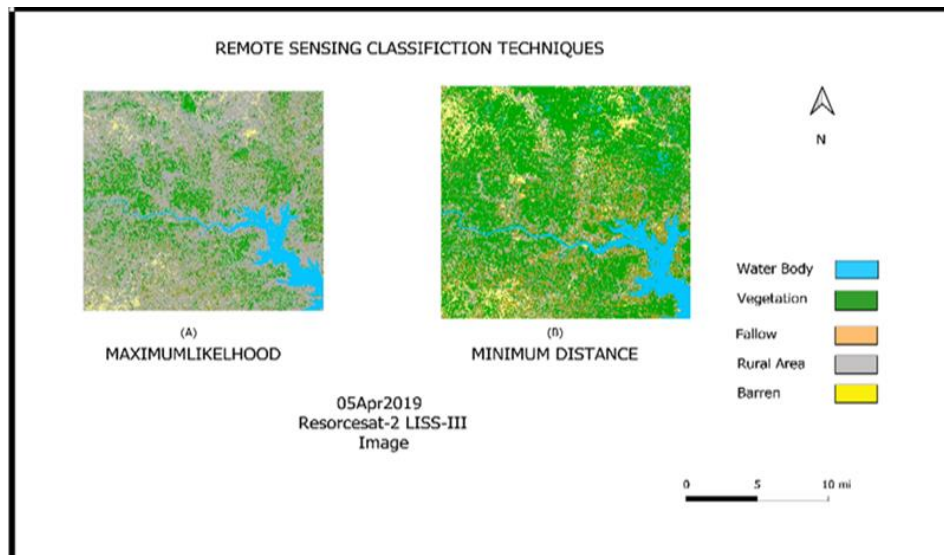 REMOTE SENSING CLASSIFICTION TECHNIQUES
N
(A)
MAXIMUMLIKELHOOD
(B)
MINIMUM DISTANCE
05Apr2019
Resorcesat-2 LISS-III
Image
Water Body
Vegetation
Fallow
Rural Area
Barren
0 5 10 mi